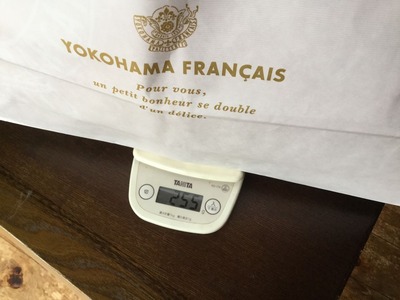 YOKOHAMA FRANÇAIS
Pour vous,
un petit bonheur se double
d'un délice.
TANITA
255
g